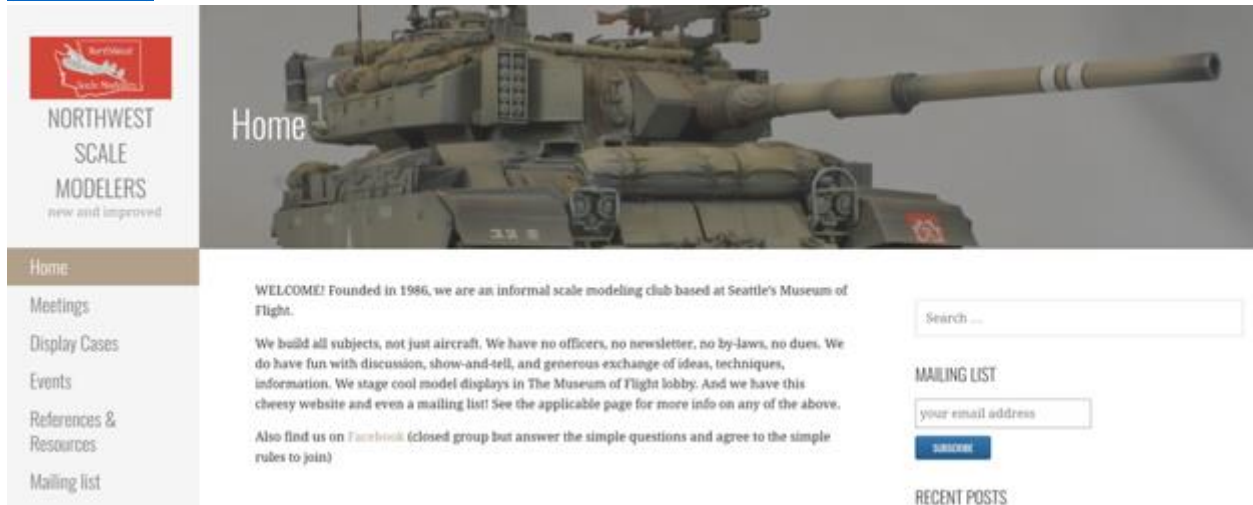 NorthWest
Scale Modelers
NORTHWEST
SCALE
MODELERS
new and improved
Home
Home
Meetings
Display Cases
Events
References &
Resources
Mailing list
WELCOME! Founded in 1986, we are an informal scale modeling club based at Seattle's Museum of
Flight.
We build all subjects, not just aircraft. We have no officers, no newsletter, no by-laws, no dues. We
do have fun with discussion, show-and-tell, and generous exchange of ideas, techniques,
information. We stage cool model displays in The Museum of Flight lobby. And we have this
cheesy website and even a mailing list! See the applicable page for more info on any of the above.
Also find us on Facebook (closed group but answer the simple questions and agree to the simple
rules to join)
Search ...
MAILING LIST
your email address
SUBSCRIBE
RECENT POSTS